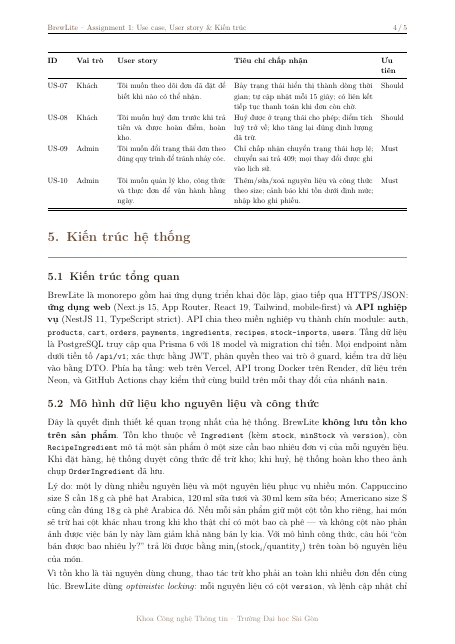 BrewLite – Assignment 1: Use case, User story & Kiến trúc 4 / 5
ID Vai trò User story Tiêu chí chấp nhận Ưu
tiên
US-07 Khách Tôi muốn theo dõi đơn đã đặt để Bảy trạng thái hiển thị thành dòng thời Should
biết khi nào có thể nhận. gian; tự cập nhật mỗi 15 giây; có liên kết
tiếp tục thanh toán khi đơn còn chờ.
US-08 Khách Tôi muốn huỷ đơn trước khi trả Huỷ được ở trạng thái cho phép; điểm tích Should
tiền và được hoàn điểm, hoàn luỹ trở về; kho tăng lại đúng định lượng
kho. đã trừ.
US-09 Admin Tôi muốn đổi trạng thái đơn theo Chỉ chấp nhận chuyển trạng thái hợp lệ; Must
đúng quy trình để tránh nhảy cóc. chuyển sai trả 409; mọi thay đổi được ghi
vào lịch sử.
US-10 Admin Tôi muốn quản lý kho, công thức Thêm/sửa/xoá nguyên liệu và công thức Must
và thực đơn để vận hành hằng theo size; cảnh báo khi tồn dưới định mức;
ngày. nhập kho ghi phiếu.
5. Kiến trúc hệ thống
5.1 Kiến trúc tổng quan
BrewLite là monorepo gồm hai ứng dụng triển khai độc lập, giao tiếp qua HTTPS/JSON:
ứng dụng web (Next.js 15, App Router, React 19, Tailwind, mobile-first) và API nghiệp
vụ (NestJS 11, TypeScript strict). API chia theo miền nghiệp vụ thành chín module: auth,
products, cart, orders, payments, ingredients, recipes, stock-imports, users. Tầng dữ liệu
là PostgreSQL truy cập qua Prisma 6 với 18 model và migration chỉ tiến. Mọi endpoint nằm
dưới tiền tố /api/v1; xác thực bằng JWT, phân quyền theo vai trò ở guard, kiểm tra dữ liệu
vào bằng DTO. Phía hạ tầng: web trên Vercel, API trong Docker trên Render, dữ liệu trên
Neon, và GitHub Actions chạy kiểm thử cùng build trên mỗi thay đổi của nhánh main.
5.2 Mô hình dữ liệu kho nguyên liệu và công thức
Đây là quyết định thiết kế quan trọng nhất của hệ thống. BrewLite không lưu tồn kho
trên sản phẩm. Tồn kho thuộc về Ingredient (kèm stock, minStock và version), còn
RecipeIngredient mô tả một sản phẩm ở một size cần bao nhiêu đơn vị của mỗi nguyên liệu.
Khi đặt hàng, hệ thống duyệt công thức để trừ kho; khi huỷ, hệ thống hoàn kho theo ảnh
chụp OrderIngredient đã lưu.
Lý do: một ly dùng nhiều nguyên liệu và một nguyên liệu phục vụ nhiều món. Cappuccino
size S cần 18 g cà phê hạt Arabica, 120 ml sữa tươi và 30 ml kem sữa béo; Americano size S
cũng cần đúng 18 g cà phê Arabica đó. Nếu mỗi sản phẩm giữ một cột tồn kho riêng, hai món
sẽ trừ hai cột khác nhau trong khi kho thật chỉ có một bao cà phê — và không cột nào phản
ánh được việc bán ly này làm giảm khả năng bán ly kia. Với mô hình công thức, câu hỏi “còn
bán được bao nhiêu ly?” trả lời được bằng minᵢ(stockᵢ/quantityᵢ) trên toàn bộ nguyên liệu
của món.
Vì tồn kho là tài nguyên dùng chung, thao tác trừ kho phải an toàn khi nhiều đơn đến cùng
lúc. BrewLite dùng optimistic locking: mỗi nguyên liệu có cột version, và lệnh cập nhật chỉ
Khoa Công nghệ Thông tin – Trường Đại học Sài Gòn